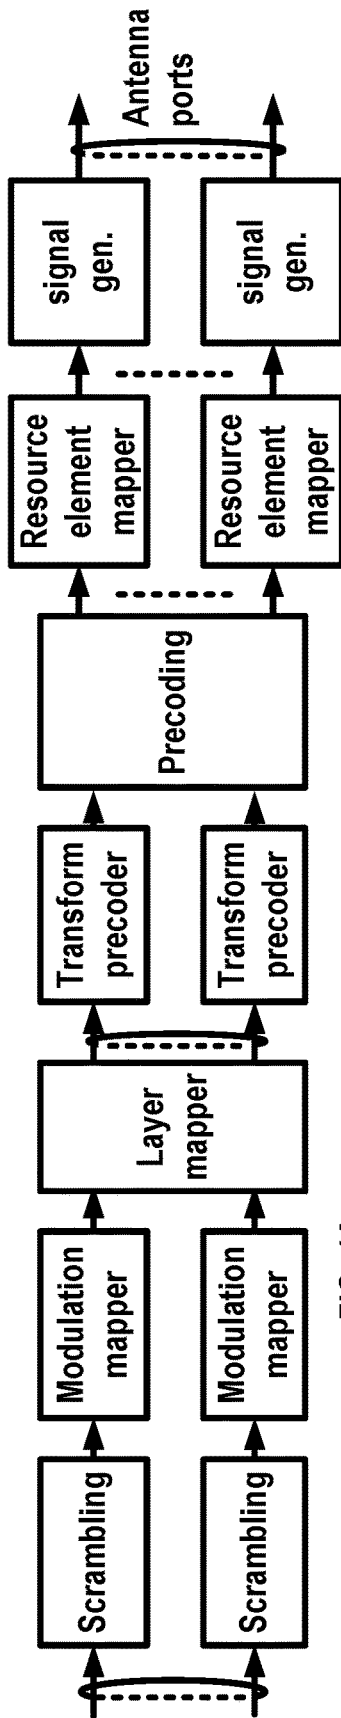 Scrambling
Scrambling
Modulation
mapper
Modulation
mapper
Layer
mapper
Transform
precoder
Transform
precoder
Precoding
Resource
element
mapper
Resource
element
mapper
signal
gen.
signal
gen.
Antenna
ports